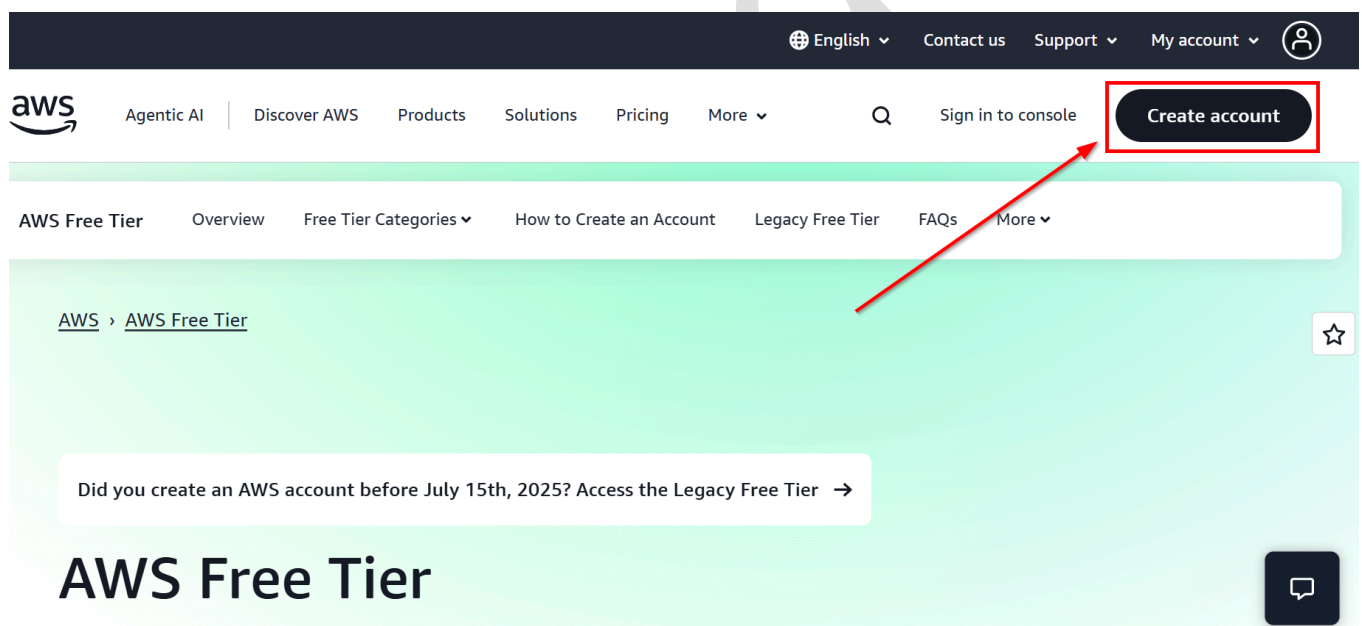 English Contact us Support My account
aws Agentic AI Discover AWS Products Solutions Pricing More Sign in to console Create account
AWS Free Tier Overview Free Tier Categories How to Create an Account Legacy Free Tier FAQs More
AWS › AWS Free Tier
Did you create an AWS account before July 15th, 2025? Access the Legacy Free Tier →
AWS Free Tier